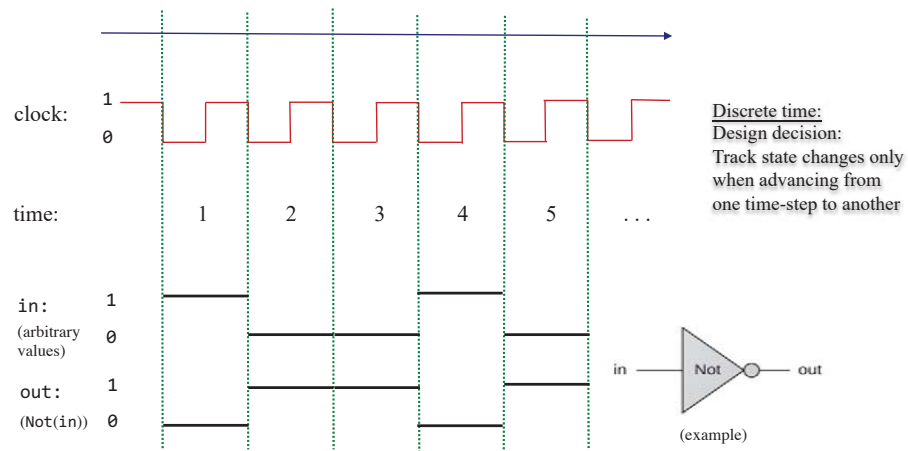 clock: 1
0
Discrete time:
Design decision:
Track state changes only
when advancing from
one time-step to another
time: 1 2 3 4 5 . . .
in: 1
(arbitrary
values) 0
out: 1
(Not(in)) 0
in Not out
(example)